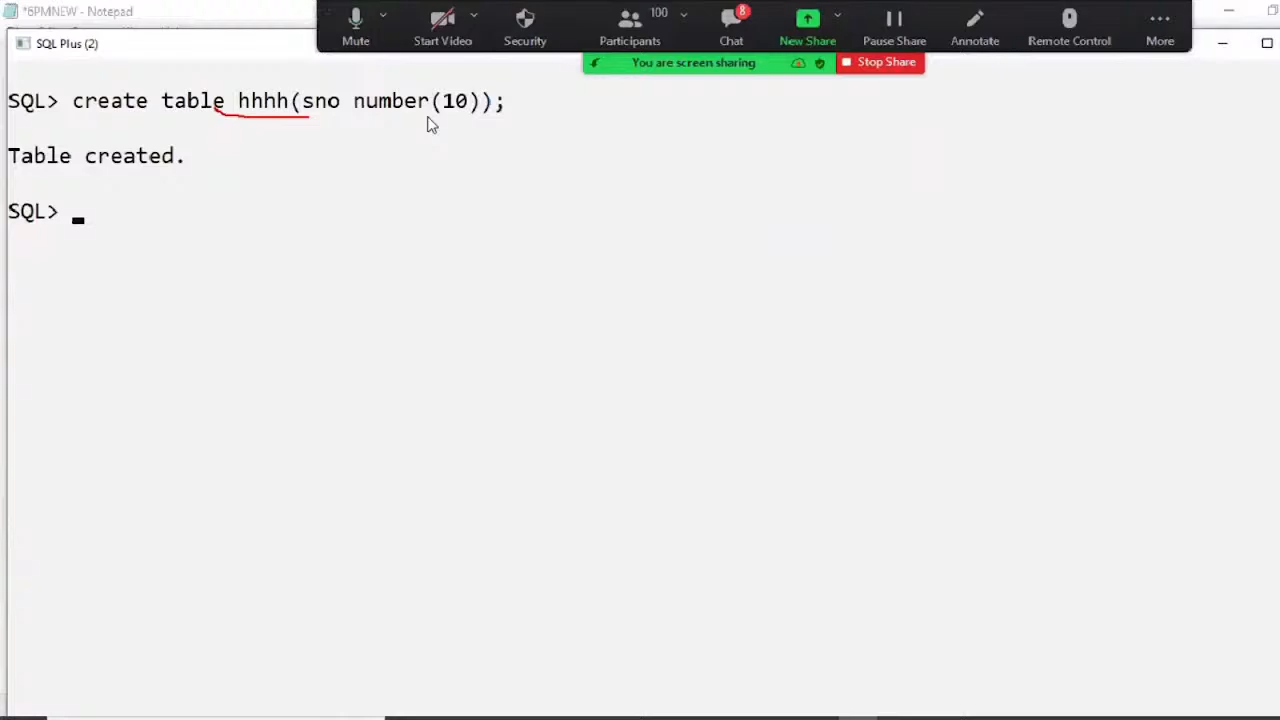 *6PMNEW - Notepad
SQL Plus (2)
Mute
Start Video
Security
100
Participants
8
Chat
New Share
Pause Share
Annotate
Remote Control
More
You are screen sharing
Stop Share
SQL> create table hhhh(sno number(10));
Table created.
SQL>